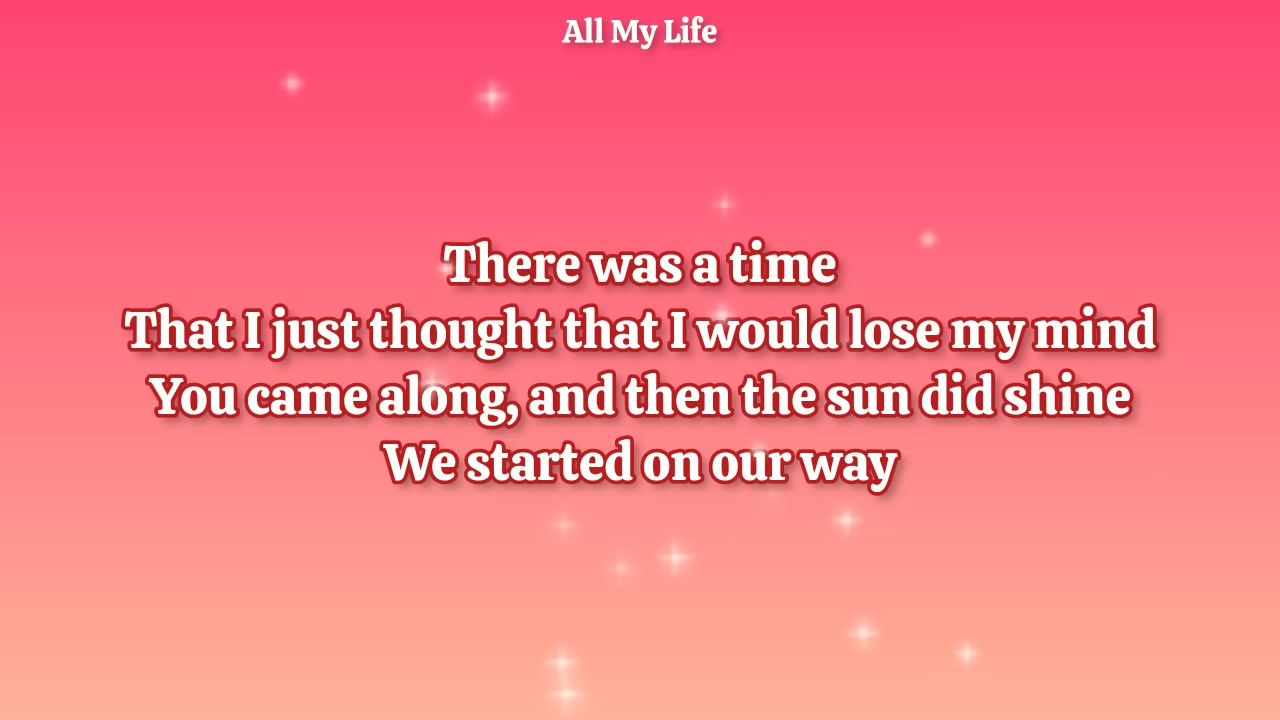 All My Life
There was a time
That I just thought that I would lose my mind
You came along, and then the sun did shine
We started on our way